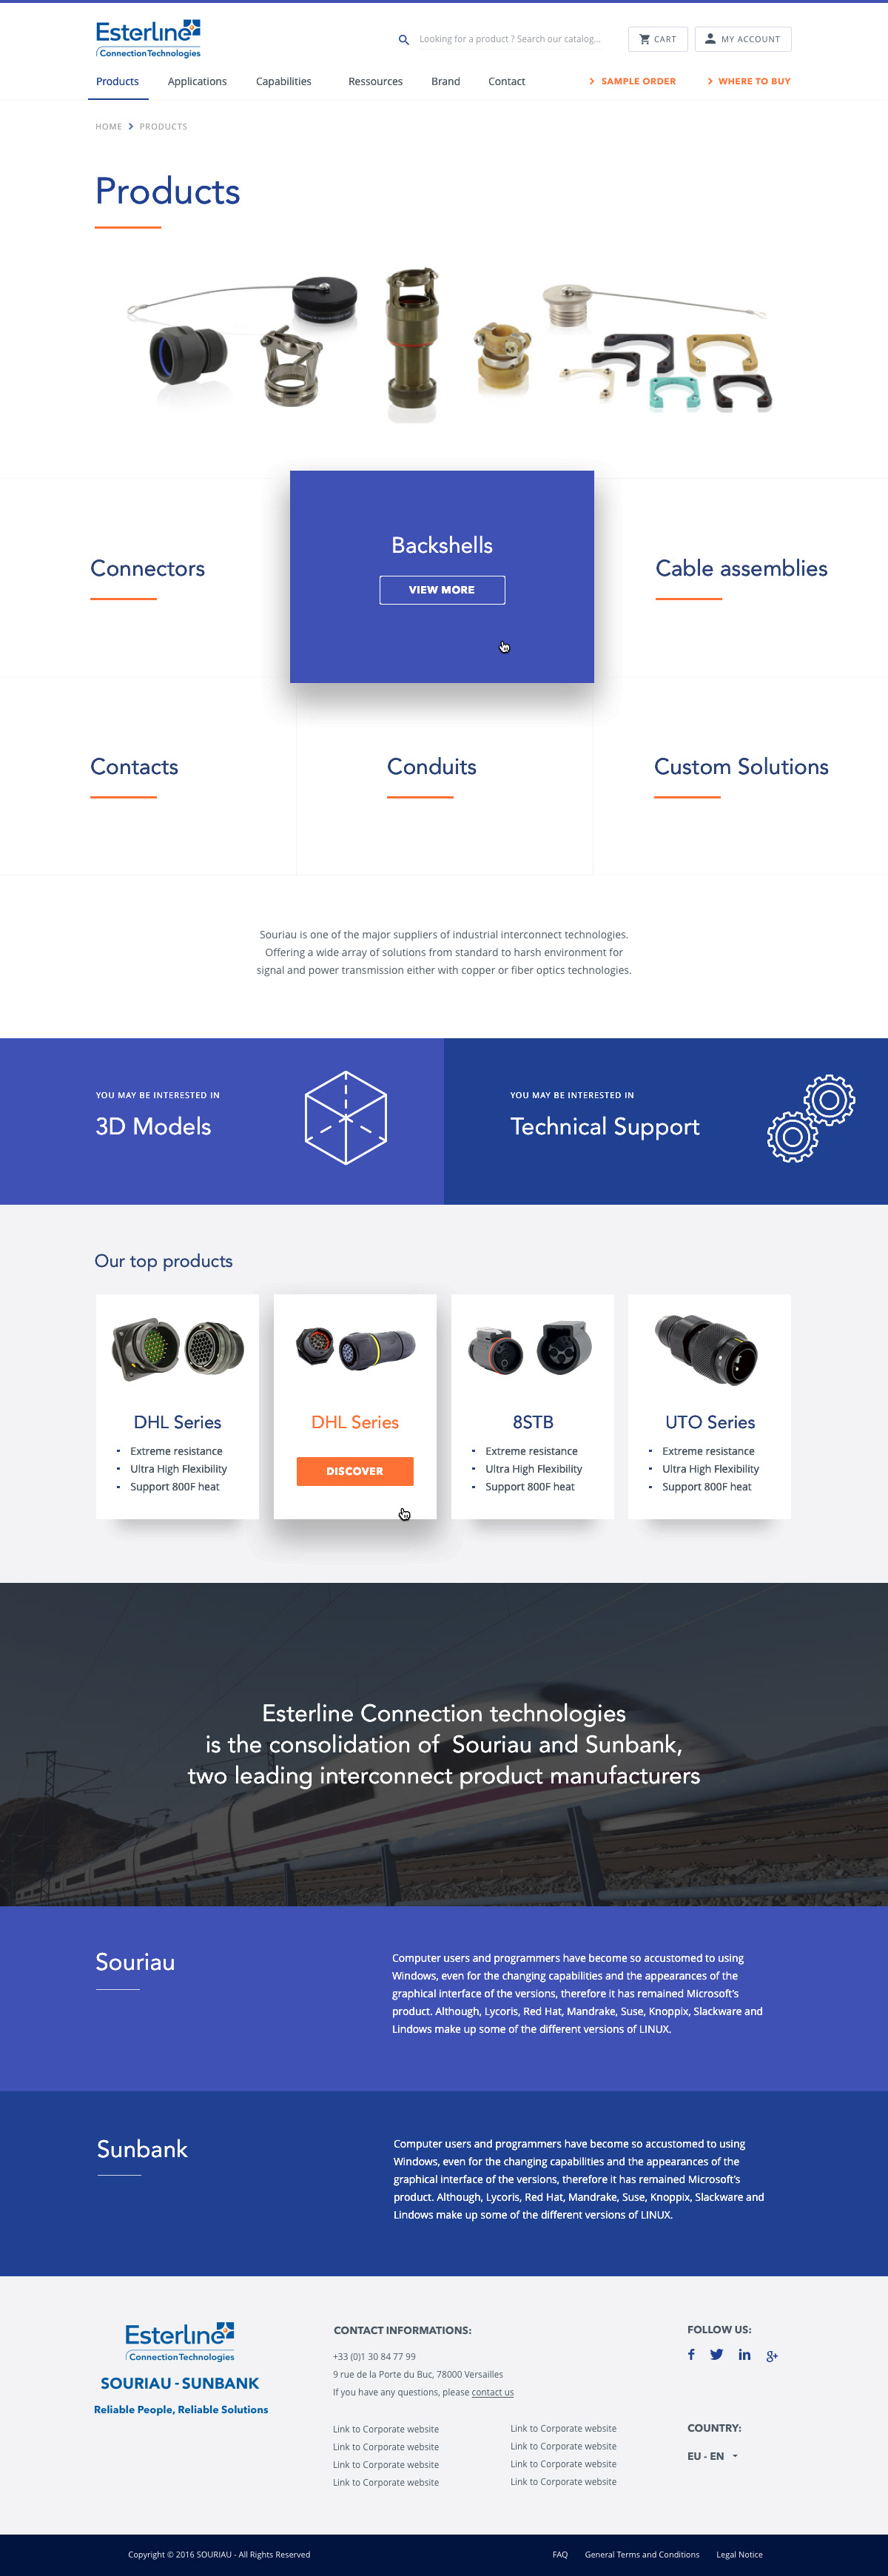 Esterline
Connection Technologies
Looking for a product ? Search our catalog...
CART
MY ACCOUNT
Products
Applications
Capabilities
Ressources
Brand
Contact
SAMPLE ORDER
WHERE TO BUY
HOME
PRODUCTS
Products
Connectors
Backshells
VIEW MORE
Cable assemblies
Contacts
Conduits
Custom Solutions
Souriau is one of the major suppliers of industrial interconnect technologies.
Offering a wide array of solutions from standard to harsh environment for
signal and power transmission either with copper or fiber optics technologies.
YOU MAY BE INTERESTED IN
3D Models
YOU MAY BE INTERESTED IN
Technical Support
Our top products
DHL Series
Extreme resistance
Ultra High Flexibility
Support 800F heat
DHL Series
DISCOVER
8STB
Extreme resistance
Ultra High Flexibility
Support 800F heat
UTO Series
Extreme resistance
Ultra High Flexibility
Support 800F heat
Esterline Connection technologies
is the consolidation of Souriau and Sunbank,
two leading interconnect product manufacturers
Souriau
Computer users and programmers have become so accustomed to using
Windows, even for the changing capabilities and the appearances of the
graphical interface of the versions, therefore it has remained Microsoft's
product. Although, Lycoris, Red Hat, Mandrake, Suse, Knoppix, Slackware and
Lindows make up some of the different versions of LINUX.
Sunbank
Computer users and programmers have become so accustomed to using
Windows, even for the changing capabilities and the appearances of the
graphical interface of the versions, therefore it has remained Microsoft's
product. Although, Lycoris, Red Hat, Mandrake, Suse, Knoppix, Slackware and
Lindows make up some of the different versions of LINUX.
Esterline
Connection Technologies
SOURIAU - SUNBANK
Reliable People, Reliable Solutions
CONTACT INFORMATIONS:
+33 (0)1 30 84 77 99
9 rue de la Porte du Buc, 78000 Versailles
If you have any questions, please contact us
Link to Corporate website
Link to Corporate website
Link to Corporate website
Link to Corporate website
Link to Corporate website
Link to Corporate website
Link to Corporate website
Link to Corporate website
FOLLOW US:
COUNTRY:
EU - EN
Copyright © 2016 SOURIAU - All Rights Reserved
FAQ
General Terms and Conditions
Legal Notice